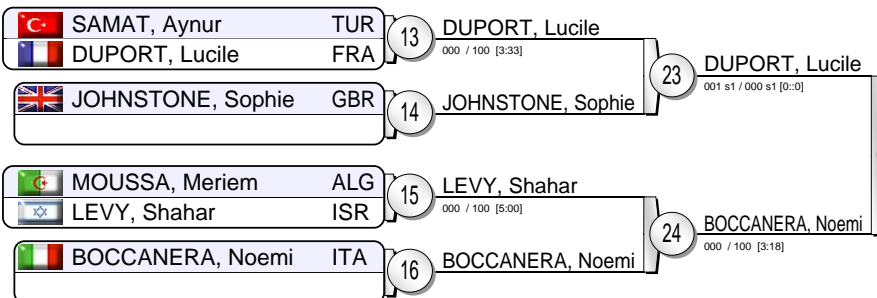 SAMAT, Aynur TUR
DUPORT, Lucile FRA
13
DUPORT, Lucile
000 / 100 [3:33]
23
DUPORT, Lucile
001 s1 / 000 s1 [0::0]
JOHNSTONE, Sophie GBR
14
JOHNSTONE, Sophie
MOUSSA, Meriem ALG
LEVY, Shahar ISR
15
LEVY, Shahar
000 / 100 [5:00]
24
BOCCANERA, Noemi
000 / 100 [3:18]
BOCCANERA, Noemi ITA
16
BOCCANERA, Noemi